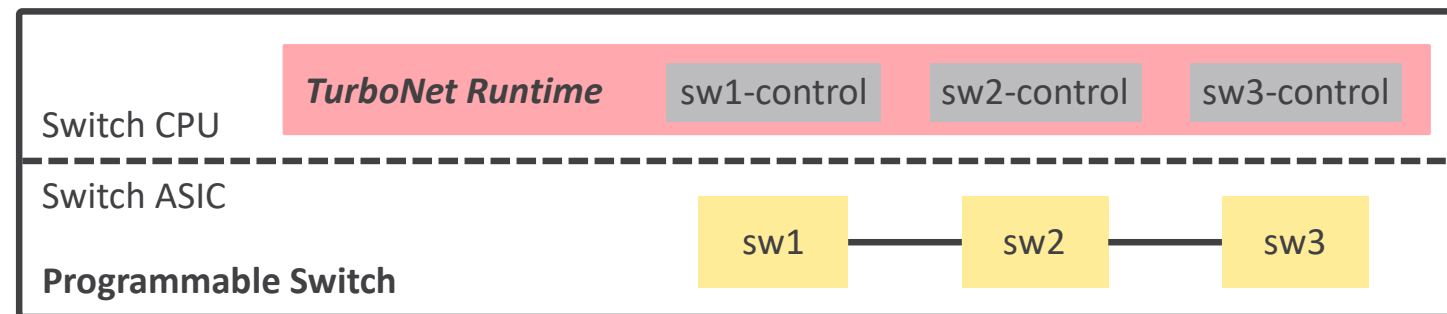 TurboNet Runtime sw1-control sw2-control sw3-control
Switch CPU
Switch ASIC
sw1 sw2 sw3
Programmable Switch